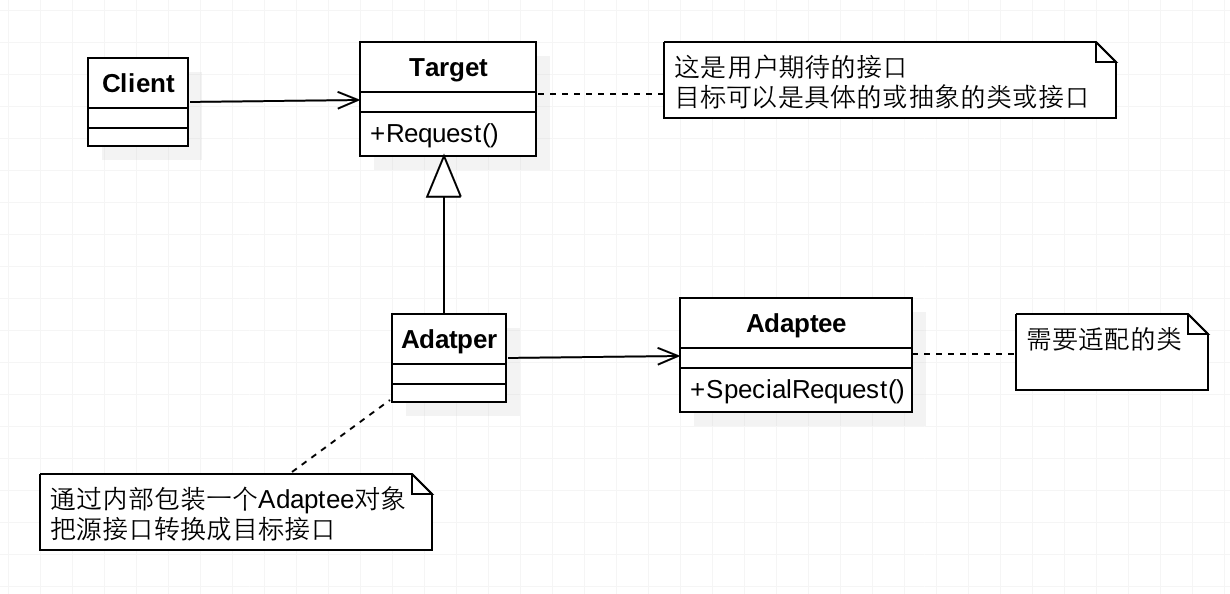 Client
Target
+Request()
这是用户期待的接口
目标可以是具体的或抽象的类或接口
Adatper
Adaptee
+SpecialRequest()
需要适配的类
通过内部包装一个Adaptee对象
把源接口转换成目标接口